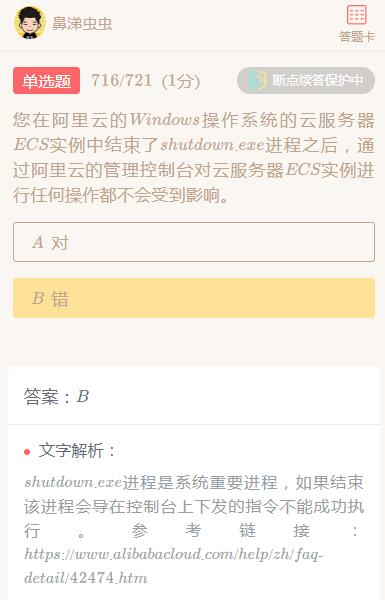 鼻涕虫虫
答题卡
单选题 716/721 (1分) 断点续答保护中
您在阿里云的Windows操作系统的云服务器
ECS实例中结束了shutdown.exe进程之后，通
过阿里云的管理控制台对云服务器ECS实例进
行任何操作都不会受到影响。
A 对
B 错
答案：B
文字解析：
shutdown.exe进程是系统重要进程，如果结束
该进程会导在控制台上下发的指令不能成功执
行。参考链接：
https://www.alibabacloud.com/help/zh/faq-
detail/42474.htm